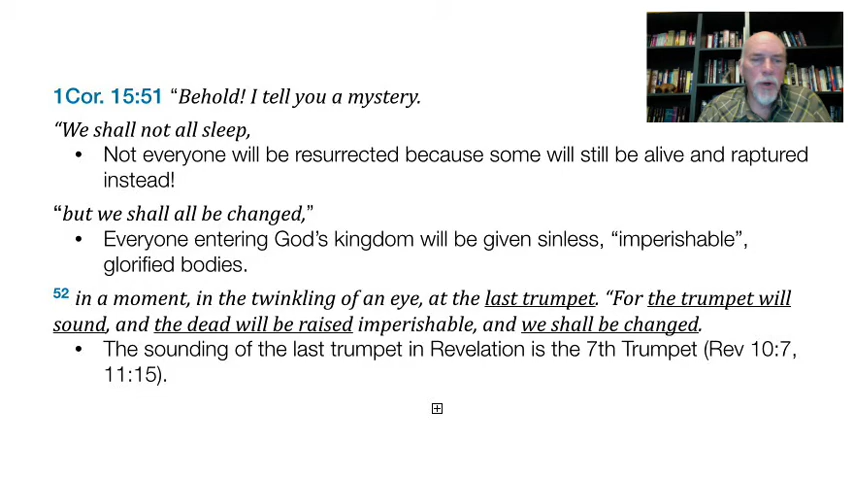 1Cor. 15:51 “Behold! I tell you a mystery.
“We shall not all sleep,
• Not everyone will be resurrected because some will still be alive and raptured
instead!
“but we shall all be changed,”
• Everyone entering God’s kingdom will be given sinless, “imperishable”,
glorified bodies.
52 in a moment, in the twinkling of an eye, at the last trumpet. “For the trumpet will
sound, and the dead will be raised imperishable, and we shall be changed.
• The sounding of the last trumpet in Revelation is the 7th Trumpet (Rev 10:7,
11:15).